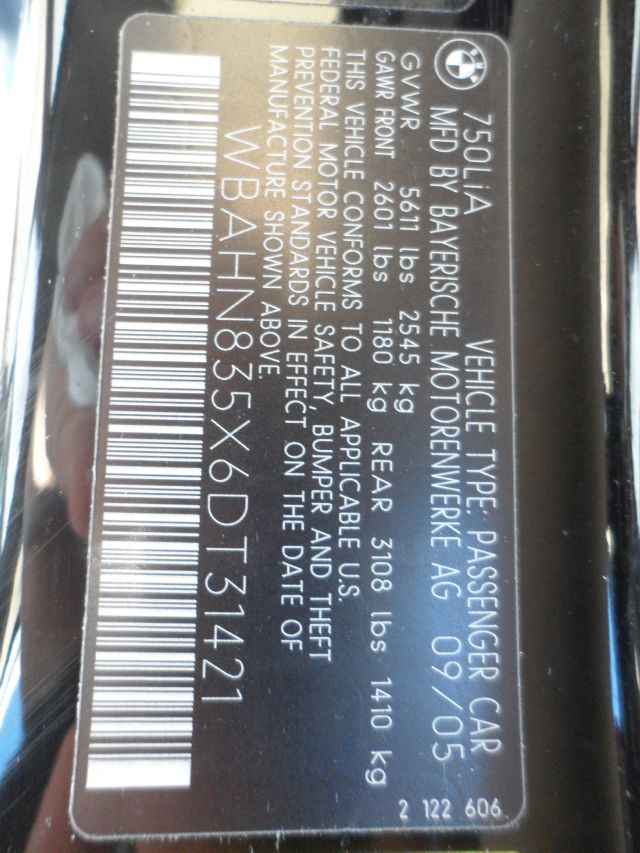 750LiA VEHICLE TYPE: PASSENGER CAR
MFD BY BAYERISCHE MOTORENWERKE AG 09/05
GVWR 5611 lbs 2545 kg
GAWR FRONT 2601 lbs 1180 kg REAR 3108 lbs 1410 kg
THIS VEHICLE CONFORMS TO ALL APPLICABLE U.S.
FEDERAL MOTOR VEHICLE SAFETY, BUMPER AND THEFT
PREVENTION STANDARDS IN EFFECT ON THE DATE OF
MANUFACTURE SHOWN ABOVE.
WBAHN835X6DT31421
2 122 606